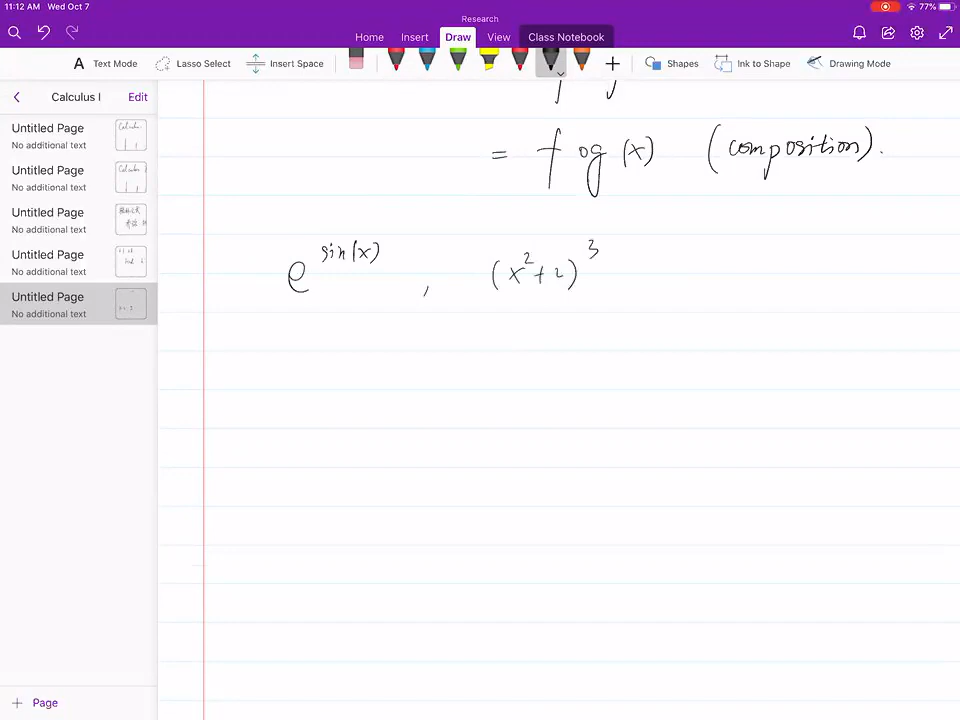 11:12 AM Wed Oct 7
77%
Research
Home Insert Draw View Class Notebook
Text Mode Lasso Select Insert Space Shapes Ink to Shape Drawing Mode
Calculus I Edit
Untitled Page
No additional text
Untitled Page
No additional text
Untitled Page
No additional text
Untitled Page
No additional text
Untitled Page
No additional text
+ Page
= f∘g(x) (composition).
e^sin(x) , (x²+2)³